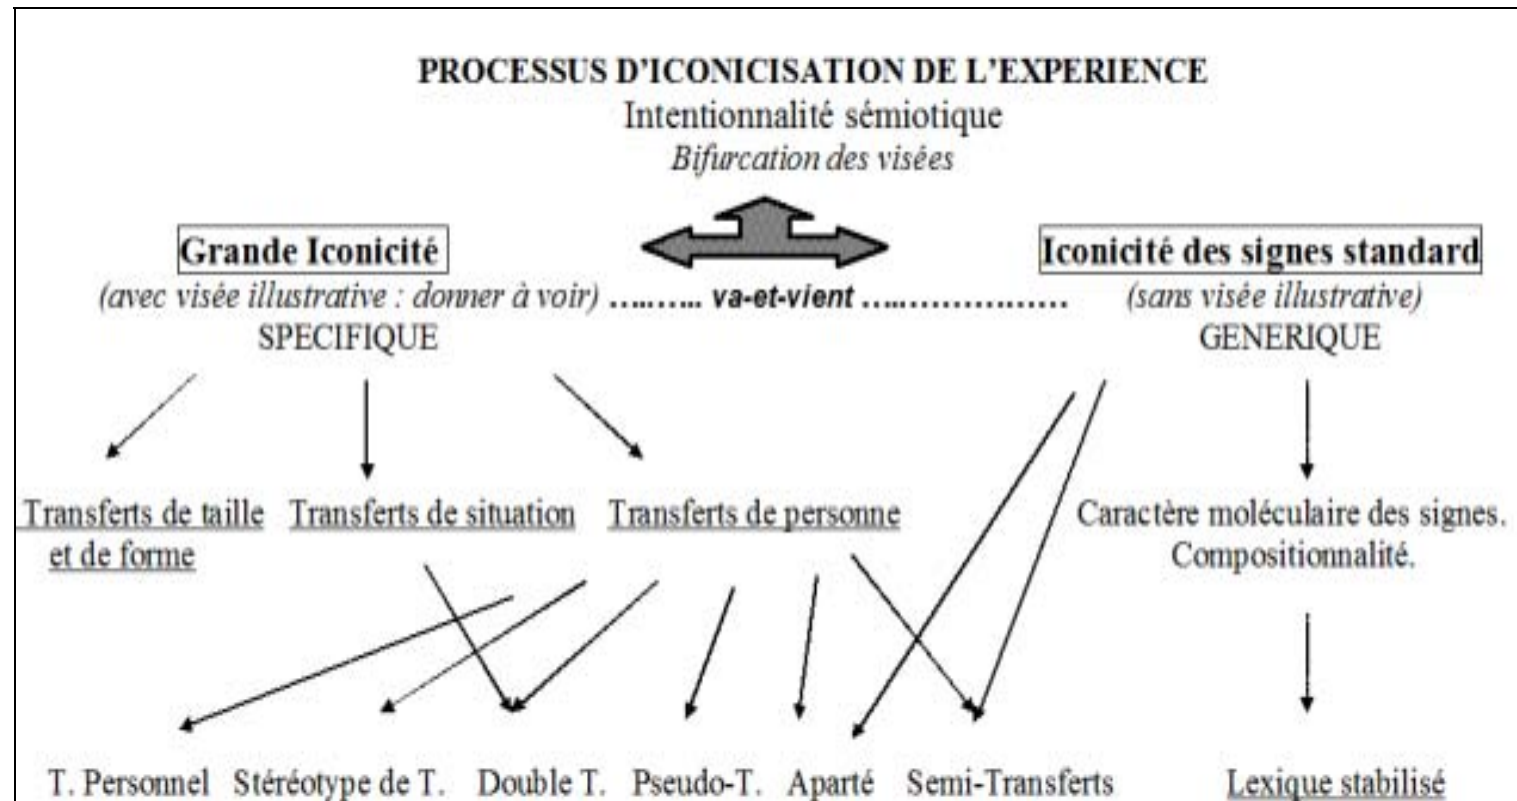 PROCESSUS D'ICONICISATION DE L'EXPERIENCE
Intentionnalité sémiotique
Bifurcation des visées
Grande Iconicité
Iconicité des signes standard
(avec visée illustrative : donner à voir) ……... va-et-vient …..……………
(sans visée illustrative)
SPECIFIQUE
GENERIQUE
Transferts de taille
et de forme
Transferts de situation
Transferts de personne
Caractère moléculaire des signes.
Compositionnalité.
T. Personnel
Stéréotype de T.
Double T.
Pseudo-T.
Aparté
Semi-Transferts
Lexique stabilisé